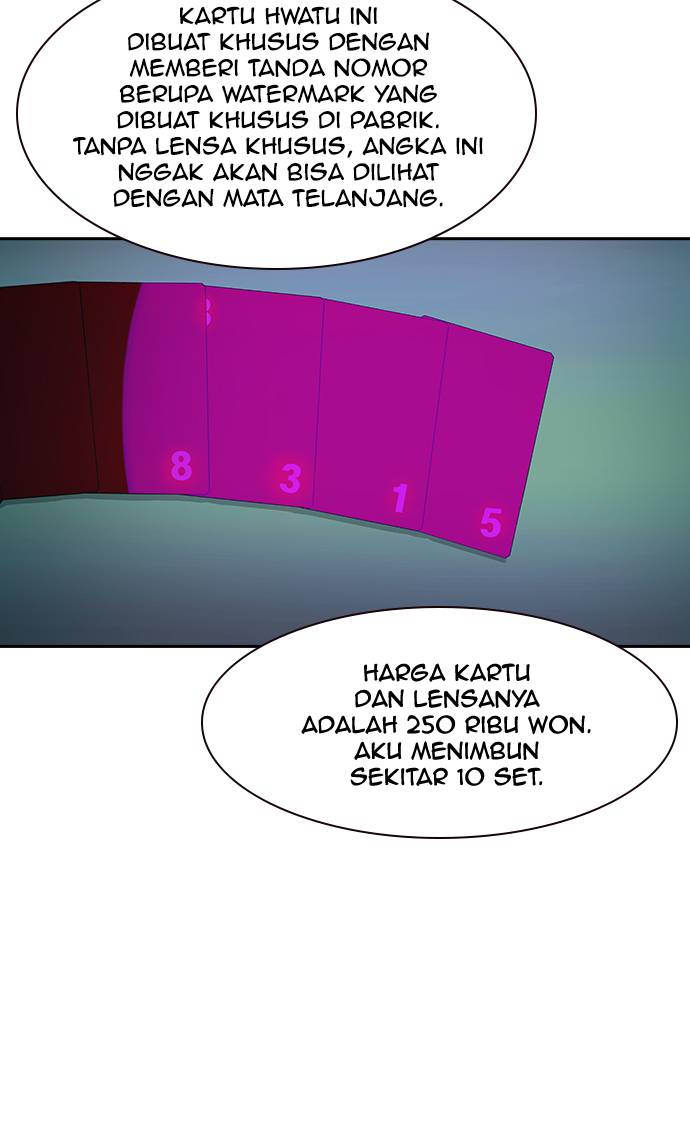 KARTU HWATU INI
DIBUAT KHUSUS DENGAN
MEMBERI TANDA NOMOR
BERUPA WATERMARK YANG
DIBUAT KHUSUS DI PABRIK.
TANPA LENSA KHUSUS, ANGKA INI
NGGAK AKAN BISA DILIHAT
DENGAN MATA TELANJANG.
8
3
1
5
HARGA KARTU
DAN LENSANYA
ADALAH 250 RIBU WON.
AKU MENIMBUN
SEKITAR 10 SET.